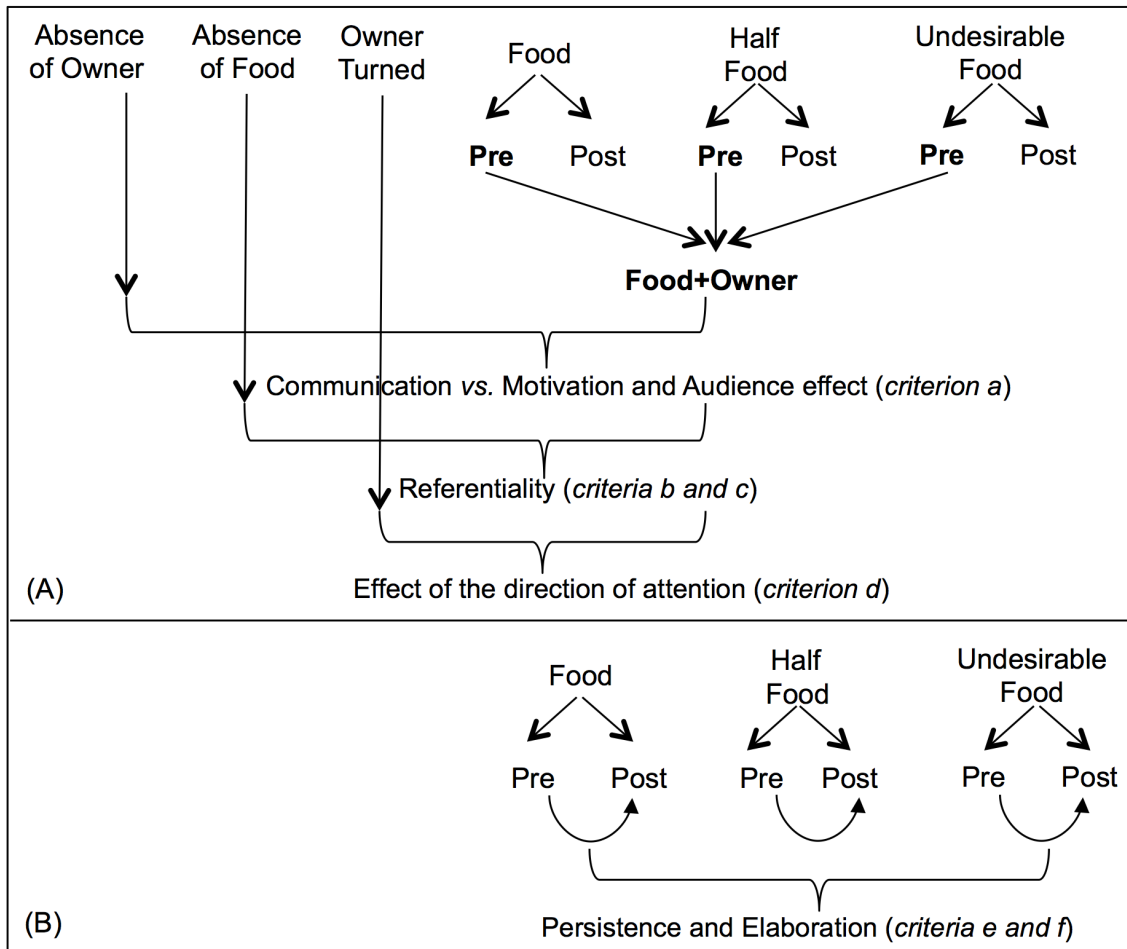 Absence
of Owner
Absence
of Food
Owner
Turned
Food
Half
Food
Undesirable
Food
Pre
Post
Pre
Post
Pre
Post
Food+Owner
Communication vs. Motivation and Audience effect (criterion a)
Referentiality (criteria b and c)
Effect of the direction of attention (criterion d)
(A)
Food
Half
Food
Undesirable
Food
Pre
Post
Pre
Post
Pre
Post
Persistence and Elaboration (criteria e and f)
(B)